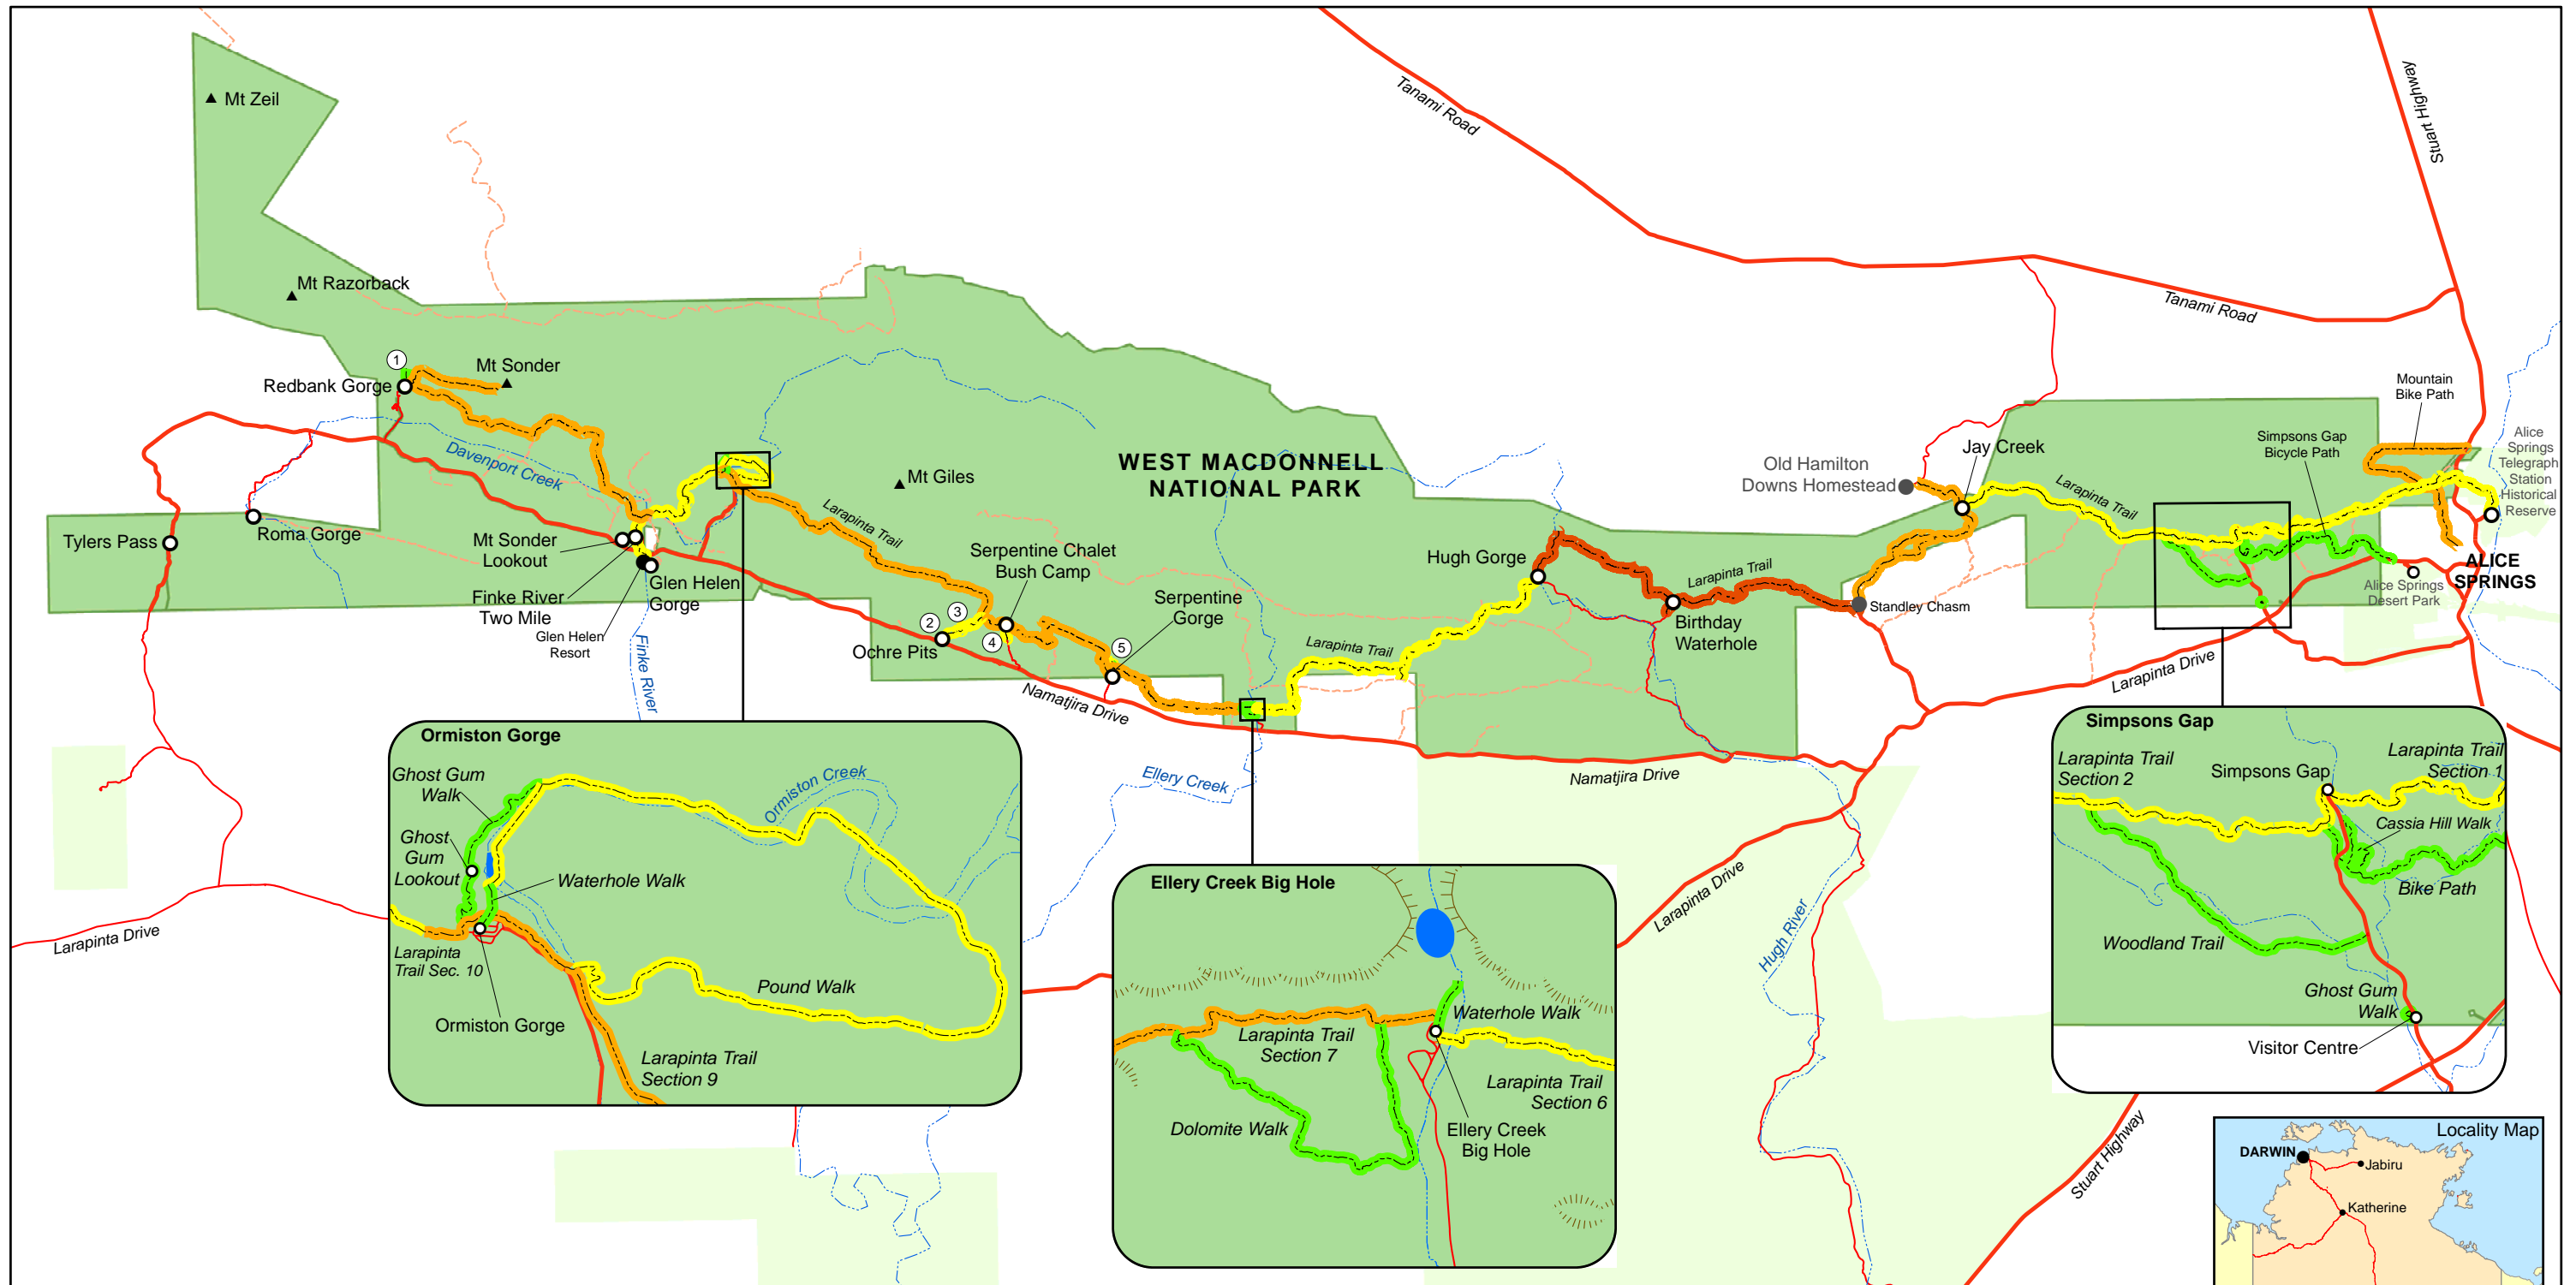 Mt Zeil
Mt Razorback
Tanami Road
Stuart Highway
Tanami Road
1
Redbank Gorge
Mt Sonder
Davenport Creek
Mt Giles
WEST MACDONNELL
NATIONAL PARK
Old Hamilton
Downs Homestead
Jay Creek
Larapinta Trail
Simpsons Gap
Bicycle Path
Mountain
Bike Path
Alice
Springs
Telegraph
Station
Historical
Reserve
Tylers Pass
Roma Gorge
Mt Sonder
Lookout
Finke River
Two Mile
Glen Helen
Resort
Glen Helen
Gorge
Finke River
Larapinta Trail
Serpentine Chalet
Bush Camp
2
3
4
5
Ochre Pits
Serpentine
Gorge
Namatjira Drive
Larapinta Trail
Hugh Gorge
Larapinta Trail
Birthday
Waterhole
Standley Chasm
ALICE
SPRINGS
Alice Springs
Desert Park
Larapinta Drive
Namatjira Drive
Ellery Creek
Larapinta Drive
Larapinta Drive
Hugh River
Stuart Highway
Ormiston Gorge
Ghost Gum
Walk
Ghost
Gum
Lookout
Waterhole Walk
Ormiston Creek
Larapinta
Trail Sec. 10
Ormiston Gorge
Pound Walk
Larapinta Trail
Section 9
Ellery Creek Big Hole
Waterhole Walk
Larapinta Trail
Section 7
Larapinta Trail
Section 6
Dolomite Walk
Ellery Creek
Big Hole
Simpsons Gap
Larapinta Trail
Section 2
Simpsons Gap
Larapinta Trail
Section 1
Cassia Hill Walk
Bike Path
Woodland Trail
Ghost Gum
Walk
Visitor Centre
Locality Map
DARWIN
Jabiru
Katherine